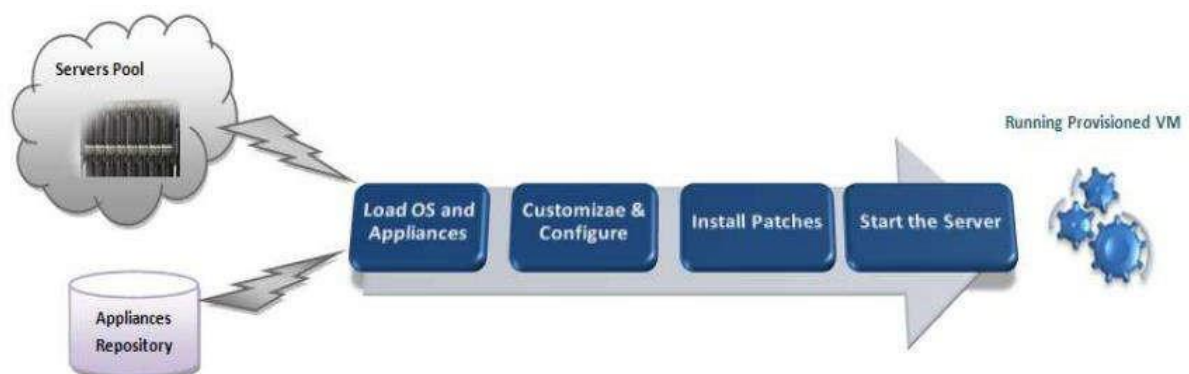 Servers Pool
Running Provisioned VM
Load OS and
Appliances
Customizae &
Configure
Install Patches
Start the Server
Appliances
Repository